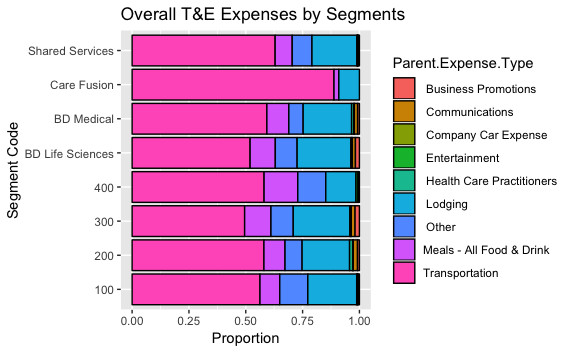 Overall T&E Expenses by Segments
Segment Code
Shared Services
Care Fusion
BD Medical
BD Life Sciences
400
300
200
100
0.00
0.25
0.50
0.75
1.00
Proportion
Parent.Expense.Type
Business Promotions
Communications
Company Car Expense
Entertainment
Health Care Practitioners
Lodging
Other
Meals - All Food & Drink
Transportation